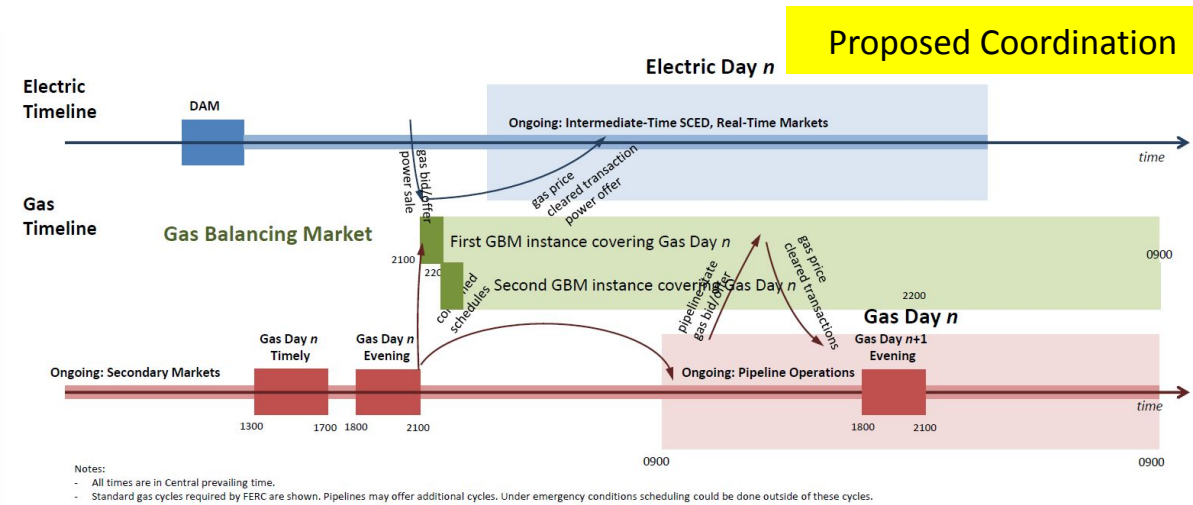 Proposed Coordination
Electric Day n
Electric
Timeline
DAM
Ongoing: Intermediate-Time SCED, Real-Time Markets
time
gas bid/offer
power sale
gas price
cleared transaction
power offer
Gas
Timeline
Gas Balancing Market
First GBM instance covering Gas Day n
2100
220
0900
Second GBM instance covering Gas Day n
schedules
pipeline state
gas bid/offer
gas price
cleared transactions
2200
Gas Day n
Gas Day n
Timely
Gas Day n
Evening
Gas Day n+1
Evening
Ongoing: Secondary Markets
Ongoing: Pipeline Operations
time
1300
1700
1800
2100
1800
2100
0900
0900
Notes:
- All times are in Central prevailing time.
- Standard gas cycles required by FERC are shown. Pipelines may offer additional cycles. Under emergency conditions scheduling could be done outside of these cycles.